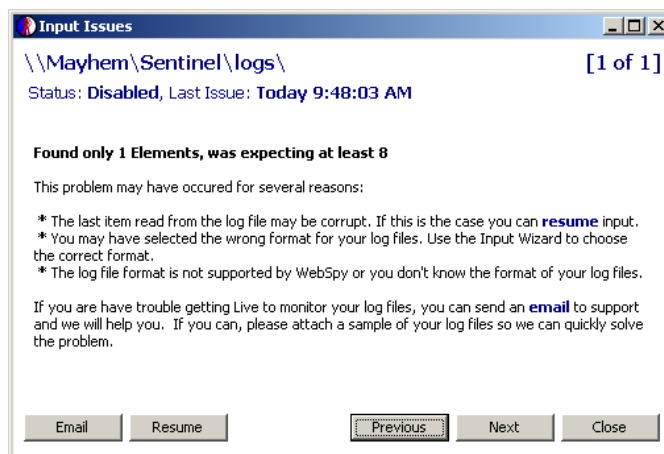 Input Issues
\\Mayhem\Sentinel\logs\ [1 of 1]
Status: Disabled, Last Issue: Today 9:48:03 AM
Found only 1 Elements, was expecting at least 8
This problem may have occured for several reasons:
* The last item read from the log file may be corrupt. If this is the case you can resume input.
* You may have selected the wrong format for your log files. Use the Input Wizard to choose
the correct format.
* The log file format is not supported by WebSpy or you don't know the format of your log files.
If you are have trouble getting Live to monitor your log files, you can send an email to support
and we will help you. If you can, please attach a sample of your log files so we can quickly solve
the problem.
Email Resume Previous Next Close